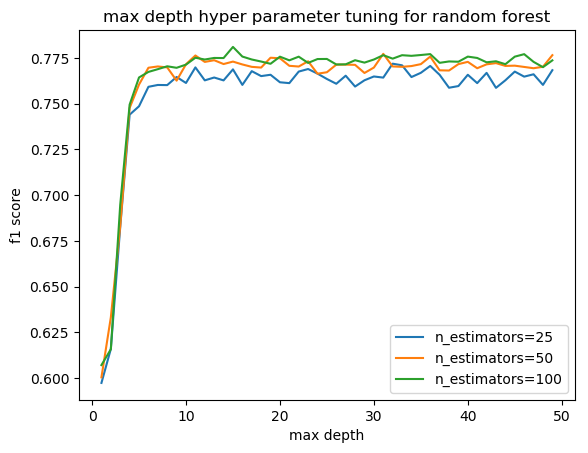 max depth hyper parameter tuning for random forest
f1 score
0.775
0.750
0.725
0.700
0.675
0.650
0.625
0.600
n_estimators=25
n_estimators=50
n_estimators=100
0
10
20
30
40
50
max depth